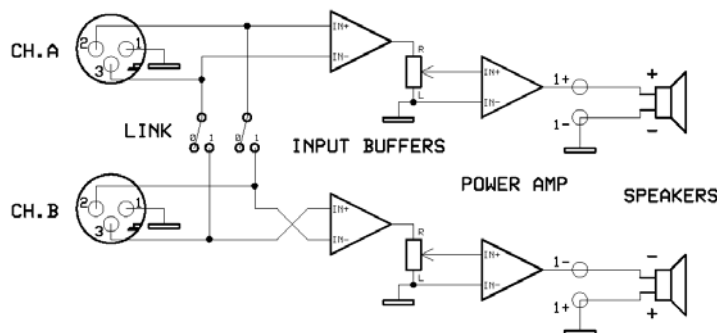 CH.A
2
1
3
IN+
IN-
R
L
IN+
IN-
1+
1-
+
-
LINK
0
1
0
1
INPUT BUFFERS
POWER AMP
SPEAKERS
CH.B
2
1
3
IN+
IN-
R
L
IN+
IN-
1-
1+
-
+